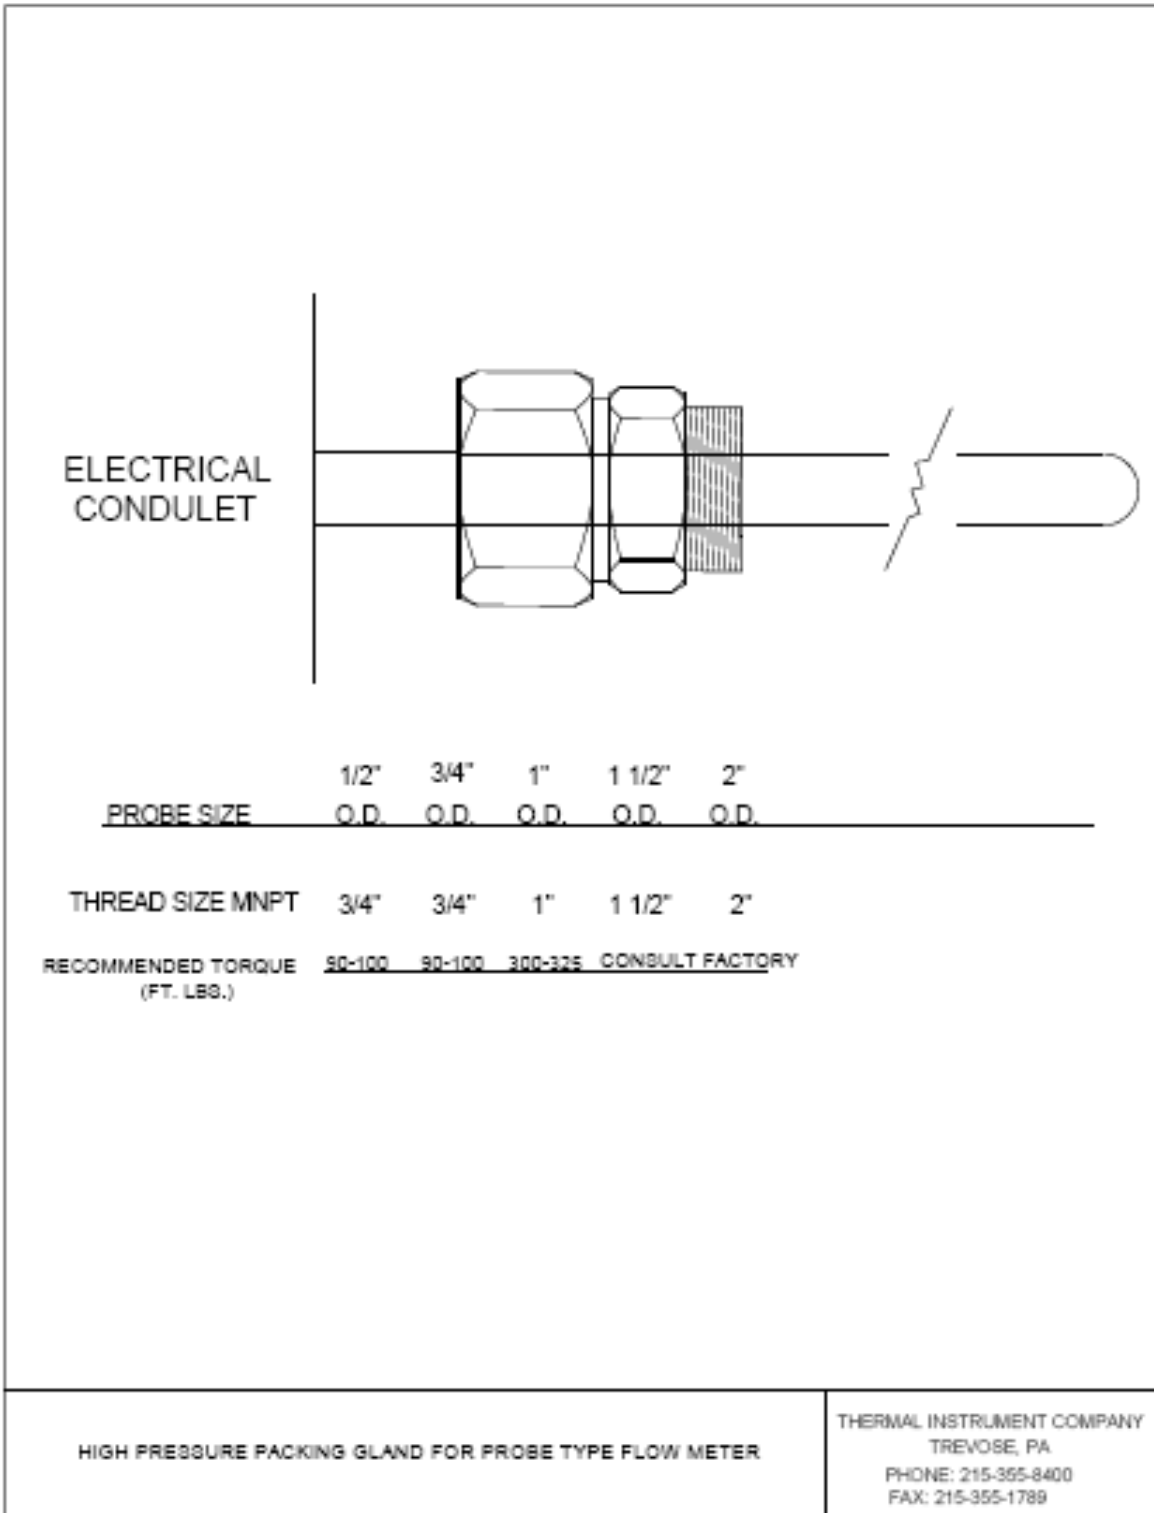 ELECTRICAL
CONDULET
1/2" 3/4" 1" 1 1/2" 2"
PROBE SIZE O.D. O.D. O.D. O.D. O.D.
THREAD SIZE MNPT 3/4" 3/4" 1" 1 1/2" 2"
RECOMMENDED TORQUE 90-100 90-100 300-325 CONSULT FACTORY
(FT. LBS.)
HIGH PRESSURE PACKING GLAND FOR PROBE TYPE FLOW METER
THERMAL INSTRUMENT COMPANY
TREVOSE, PA
PHONE: 215-355-8400
FAX: 215-355-1789